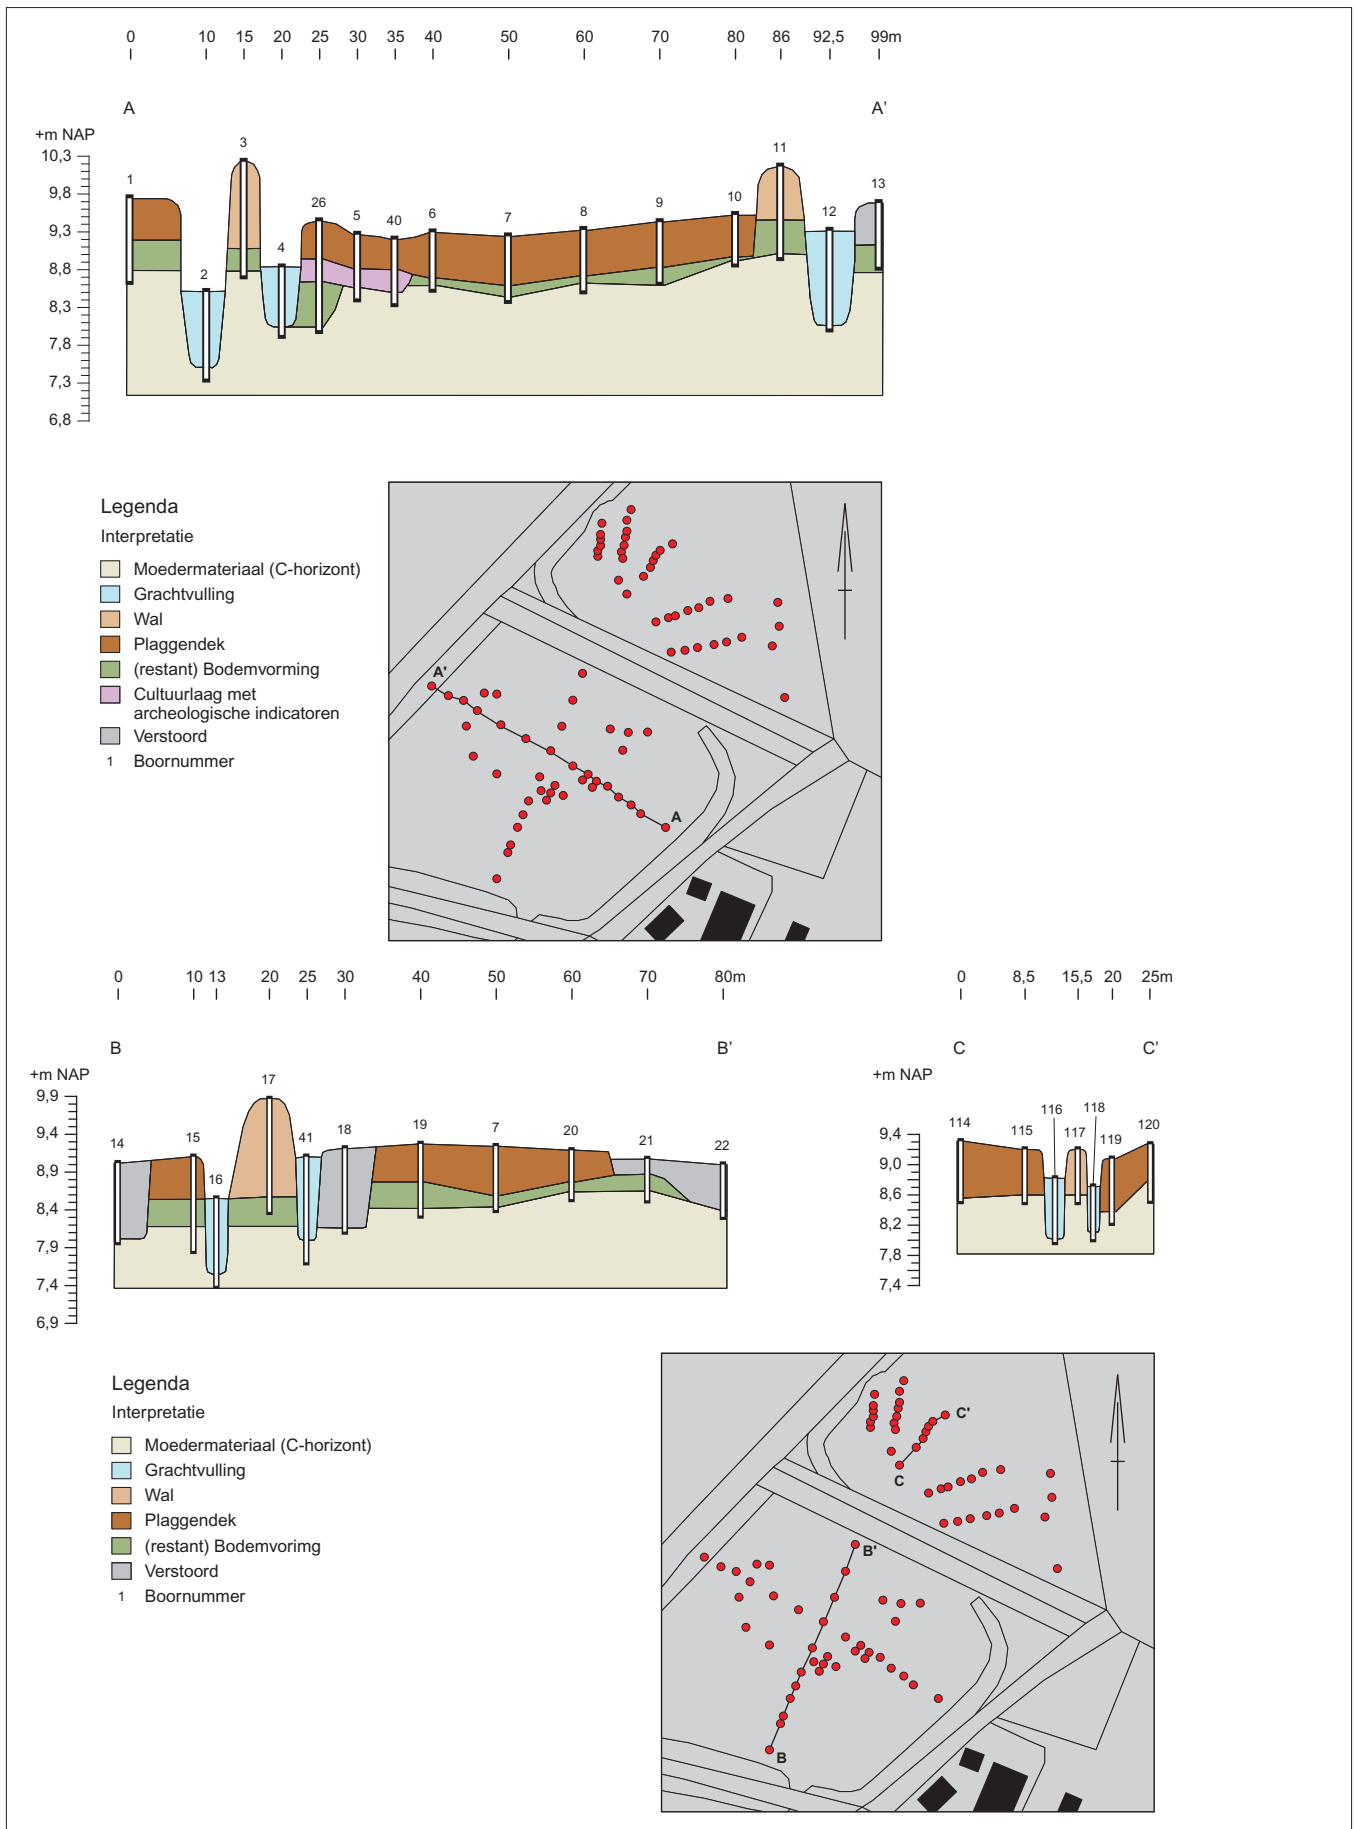 0 10 15 20 25 30 35 40 50 60 70 80 86 92,5 99m
A A'
+m NAP
10,3
9,8
9,3
8,8
8,3
7,8
7,3
6,8
1 2 3 4 26 5 40 6 7 8 9 10 11 12 13
Legenda
Interpretatie
Moedermateriaal (C-horizont)
Grachtvulling
Wal
Plaggendek
(restant) Bodemvorming
Cultuurlaag met
archeologische indicatoren
Verstoord
1 Boornummer
A'
A
0 10 13 20 25 30 40 50 60 70 80m
B B'
+m NAP
9,9
9,4
8,9
8,4
7,9
7,4
6,9
14 15 16 17 41 18 19 7 20 21 22
0 8,5 15,5 20 25m
C C'
+m NAP
9,4
9,0
8,6
8,2
7,8
7,4
114 115 116 117 118 119 120
Legenda
Interpretatie
Moedermateriaal (C-horizont)
Grachtvulling
Wal
Plaggendek
(restant) Bodemvorimg
Verstoord
1 Boornummer
C'
C
B'
B